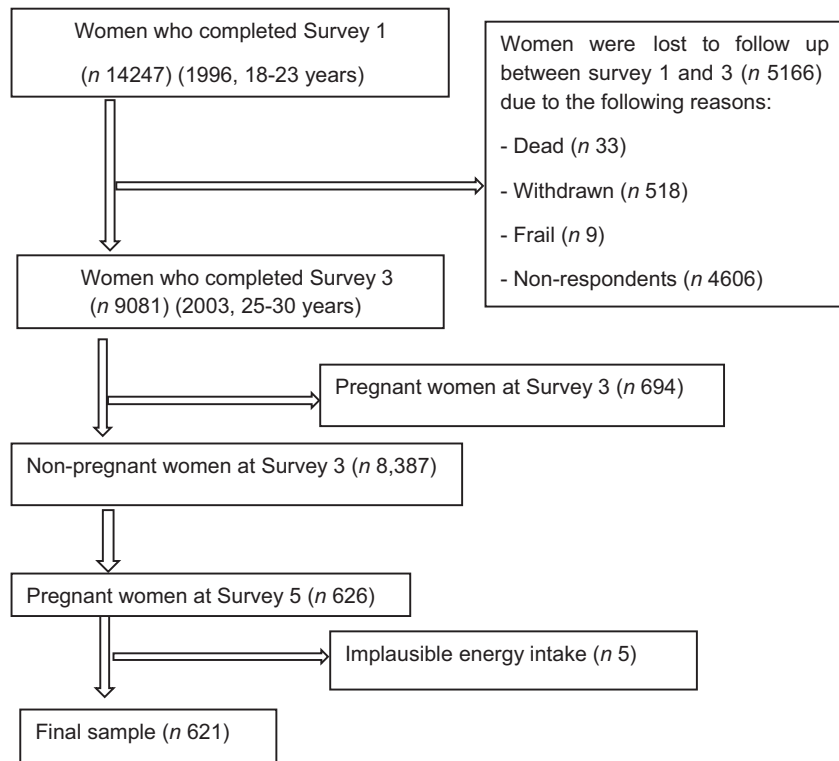 Women who completed Survey 1
(n 14247) (1996, 18-23 years)
Women were lost to follow up
between survey 1 and 3 (n 5166)
due to the following reasons:
- Dead (n 33)
- Withdrawn (n 518)
- Frail (n 9)
- Non-respondents (n 4606)
Women who completed Survey 3
(n 9081) (2003, 25-30 years)
Pregnant women at Survey 3 (n 694)
Non-pregnant women at Survey 3 (n 8,387)
Pregnant women at Survey 5 (n 626)
Implausible energy intake (n 5)
Final sample (n 621)